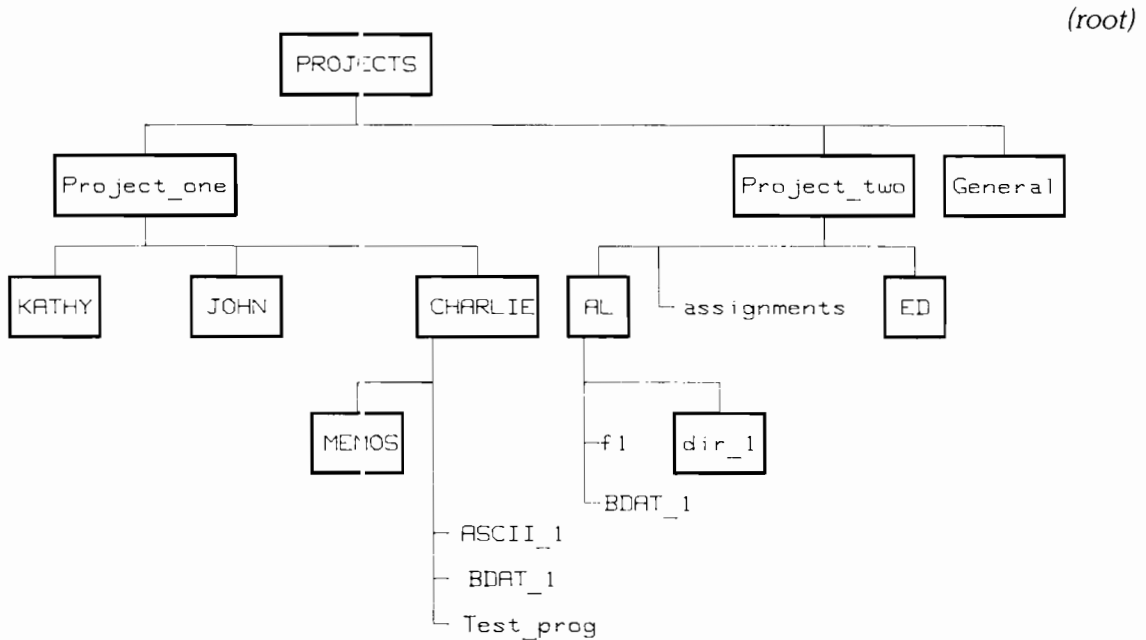 (root)
PROJECTS
Project_one
Project_two
General
KATHY
JOHN
CHARLIE
AL
assignments
ED
MEMOS
f1
dir_1
BDAT_1
ASCII_1
BDAT_1
Test_prog